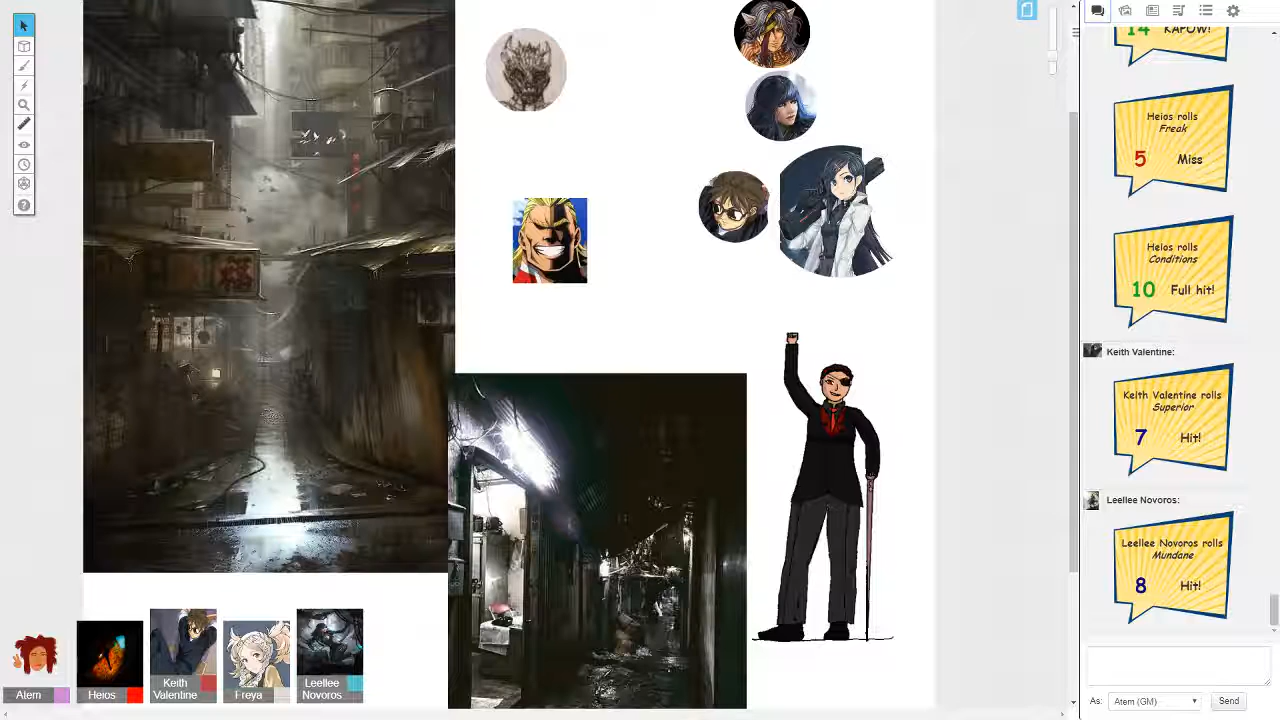 14 KAPOW!
Heios rolls
Freak
5 Miss
Heios rolls
Conditions
10 Full hit!
Keith Valentine:
Keith Valentine rolls
Superior
7 Hit!
Leellee Novoros:
Leellee Novoros rolls
Mundane
8 Hit!
As: Atem (GM) Send
Atem
Heios
Keith
Valentine
Freya
Leellee
Novoros